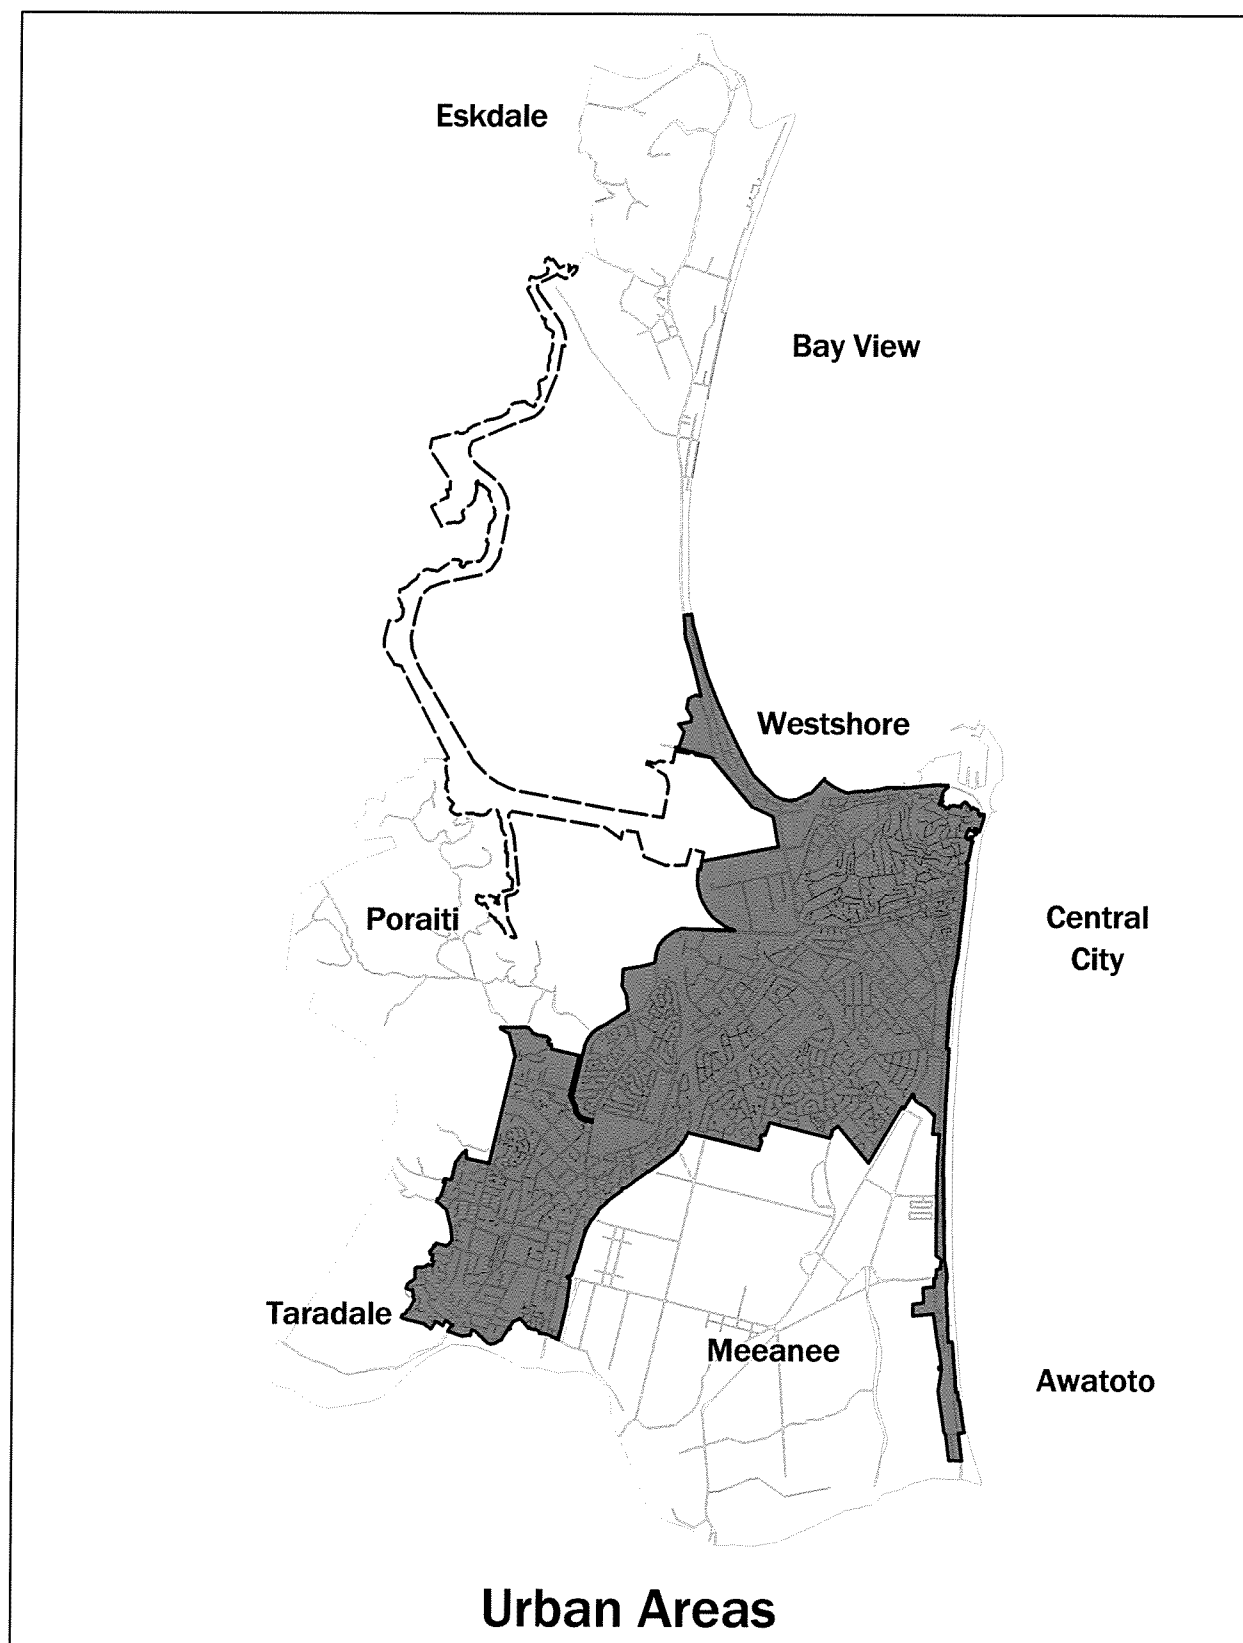 Eskdale
Bay View
Westshore
Poraiti
Central
City
Taradale
Meeanee
Awatoto
Urban Areas